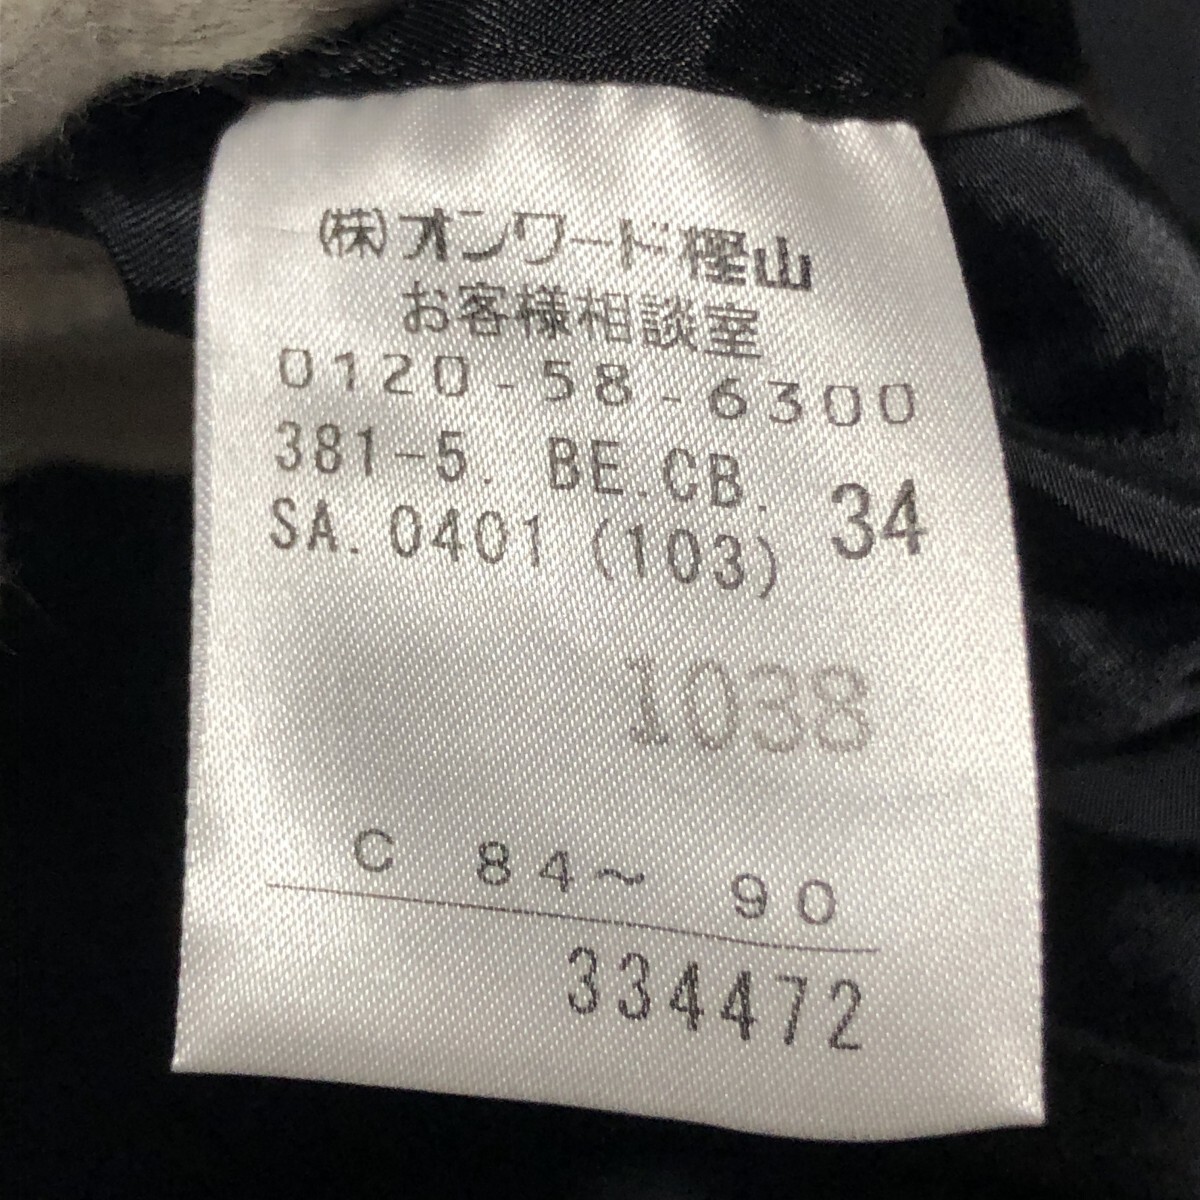 ㈱オンワード樫山
お客様相談室
0120-58-6300
381-5. BE.CB. 34
SA. 0401 (103)
1038
C 84～ 90
334472